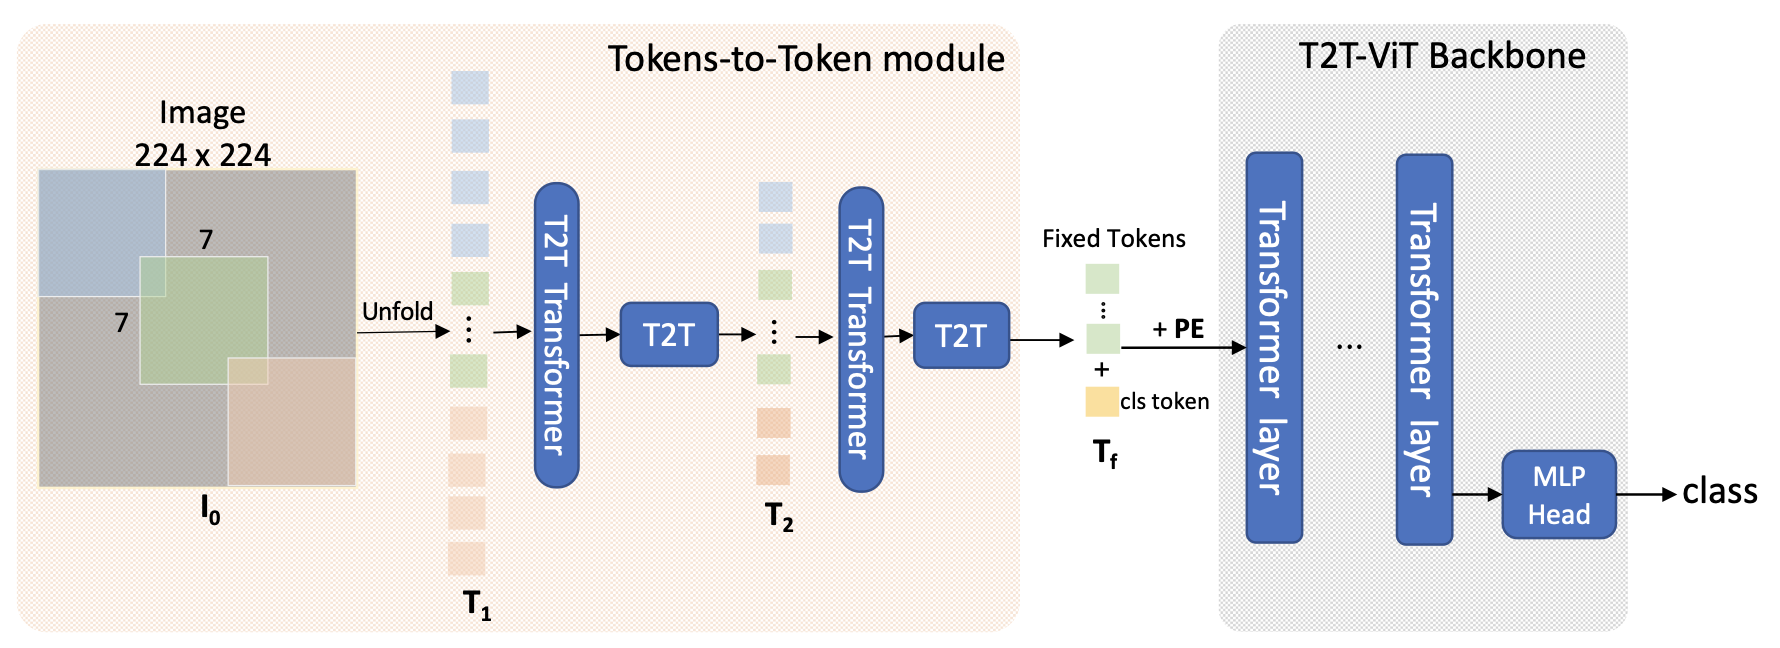 Tokens-to-Token module
T2T-ViT Backbone
Image
224 x 224
7
7
I0
Unfold
T1
T2T Transformer
T2T
T2
T2T Transformer
T2T
Fixed Tokens
+
cls token
Tf
+ PE
Transformer layer
...
Transformer layer
MLP
Head
class